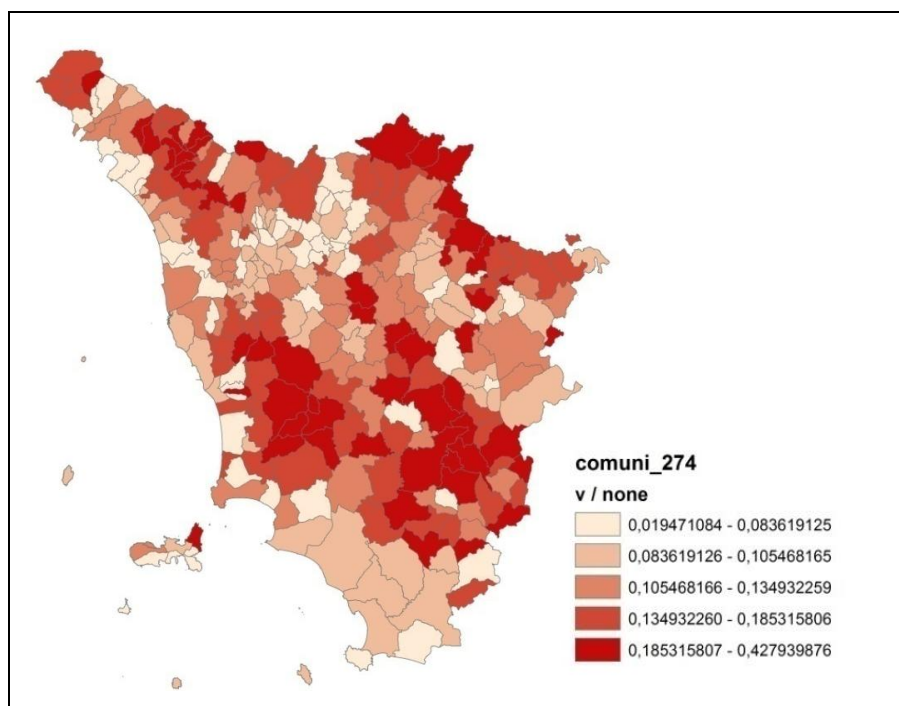 comuni_274
v / none
0,019471084 - 0,083619125
0,083619126 - 0,105468165
0,105468166 - 0,134932259
0,134932260 - 0,185315806
0,185315807 - 0,427939876